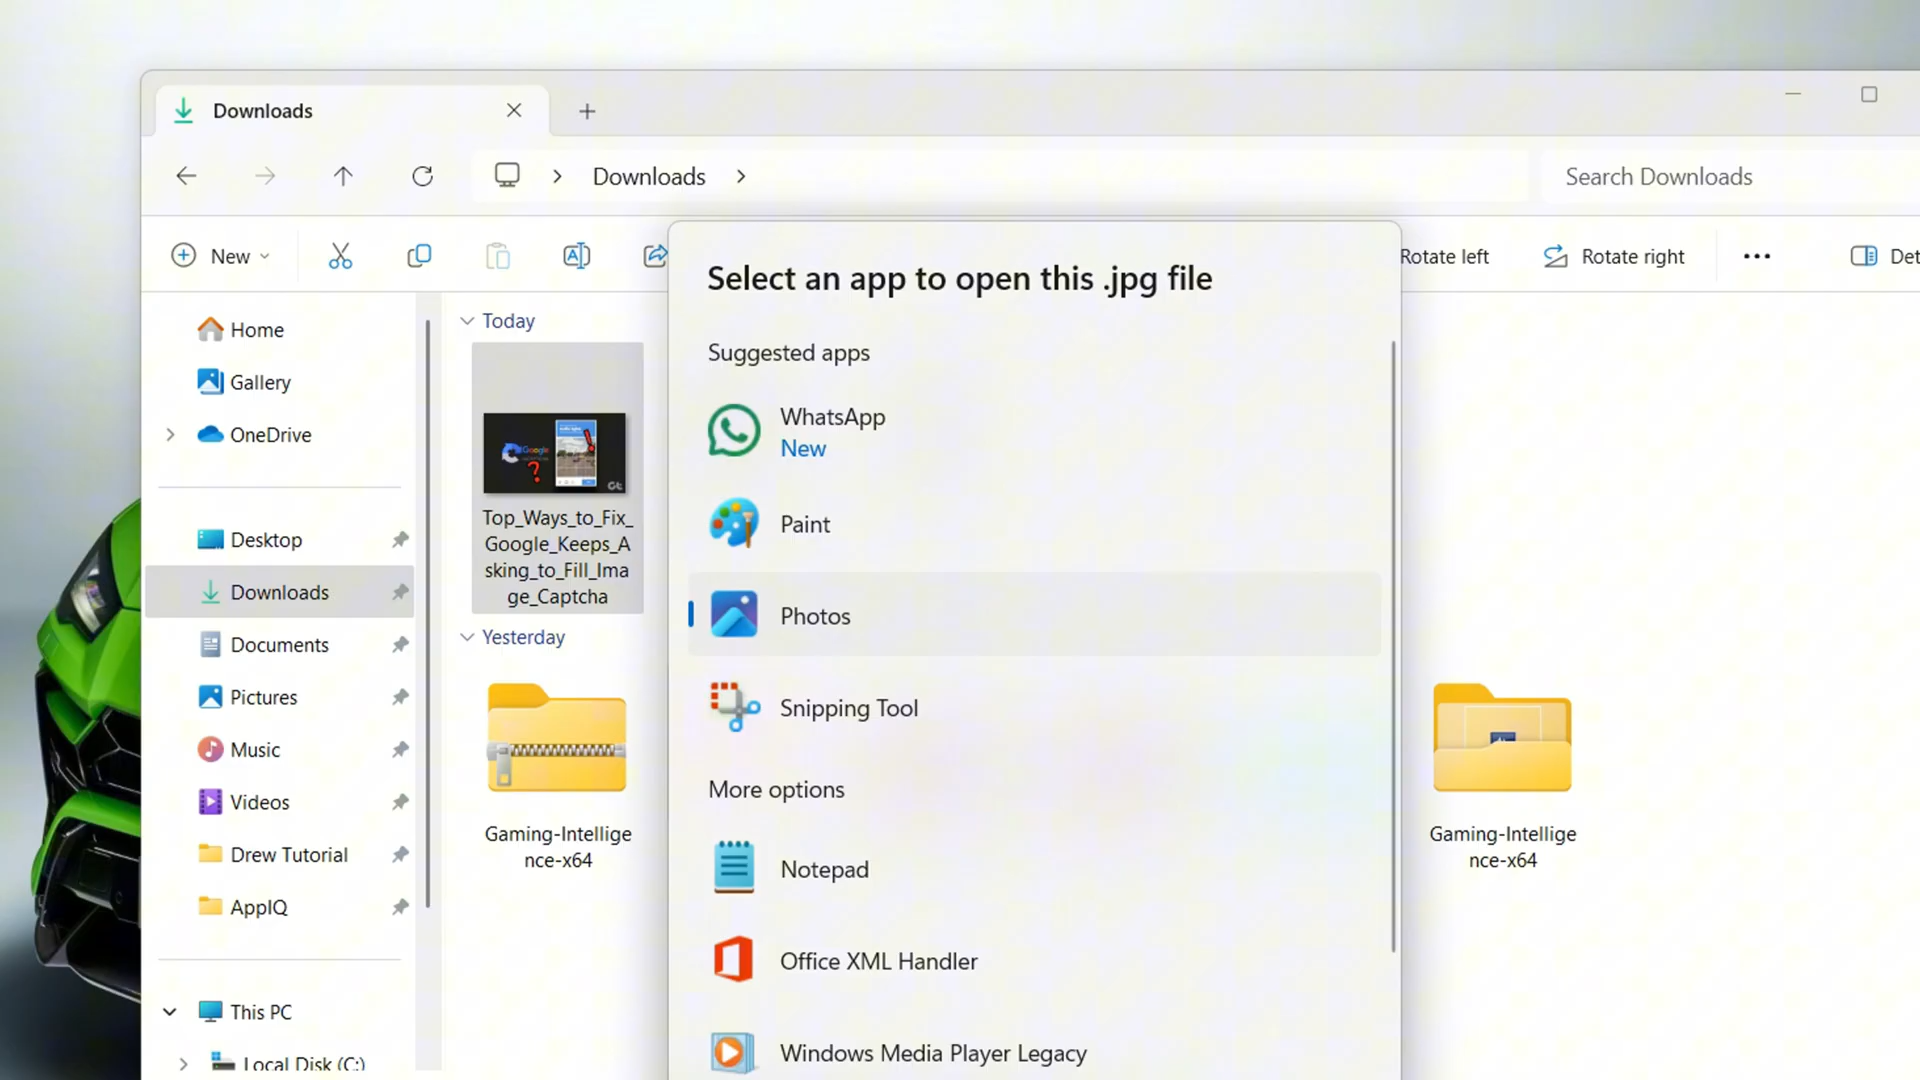 Downloads
Downloads
Search Downloads
New
Rotate left
Rotate right
Det
Select an app to open this .jpg file
Suggested apps
WhatsApp
New
Paint
Photos
Snipping Tool
More options
Notepad
Office XML Handler
Windows Media Player Legacy
Home
Gallery
OneDrive
Desktop
Downloads
Documents
Pictures
Music
Videos
Drew Tutorial
AppIQ
This PC
Local Disk (C:)
Today
Google
?
Gt
Top_Ways_to_Fix_
Google_Keeps_A
sking_to_Fill_Ima
ge_Captcha
Yesterday
Gaming-Intellige
nce-x64
Gaming-Intellige
nce-x64